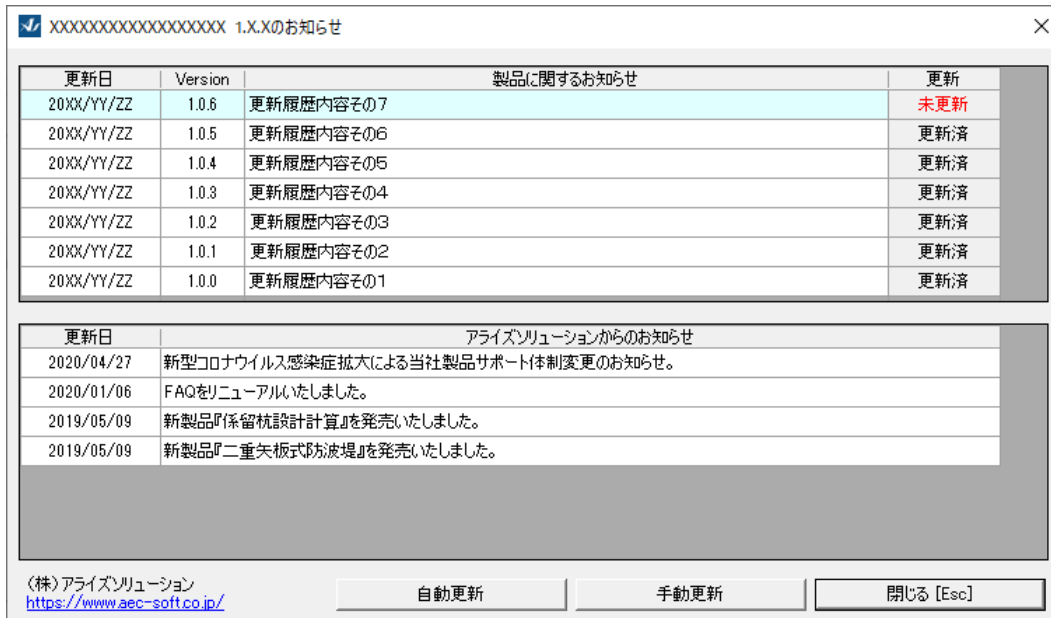 XXXXXXXXXXXXXXXXXX 1.X.Xのお知らせ
更新日 Version 製品に関するお知らせ 更新
20XX/YY/ZZ 1.0.6 更新履歴内容その7 未更新
20XX/YY/ZZ 1.0.5 更新履歴内容その6 更新済
20XX/YY/ZZ 1.0.4 更新履歴内容その5 更新済
20XX/YY/ZZ 1.0.3 更新履歴内容その4 更新済
20XX/YY/ZZ 1.0.2 更新履歴内容その3 更新済
20XX/YY/ZZ 1.0.1 更新履歴内容その2 更新済
20XX/YY/ZZ 1.0.0 更新履歴内容その1 更新済
更新日 アライズソリューションからのお知らせ
2020/04/27 新型コロナウイルス感染症拡大による当社製品サポート体制変更のお知らせ。
2020/01/06 FAQをリニューアルいたしました。
2019/05/09 新製品『係留杭設計計算』を発売いたしました。
2019/05/09 新製品『二重矢板式防波堤』を発売いたしました。
(株)アライズソリューション
https://www.aec-soft.co.jp/
自動更新 手動更新 閉じる [Esc]